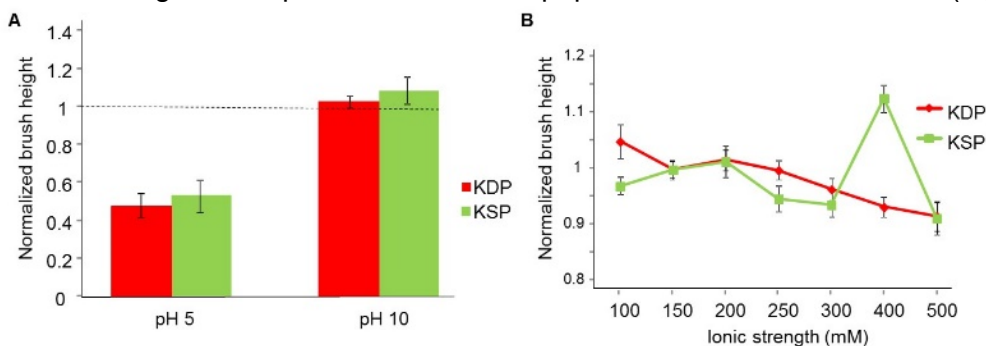 A
Normalized brush height
1.4
1.2
1
0.8
0.6
0.4
0.2
0
pH 5
pH 10
KDP
KSP
B
Normalized brush height
1.2
1.1
1
0.9
0.8
100 150 200 250 300 400 500
Ionic strength (mM)
KDP
KSP